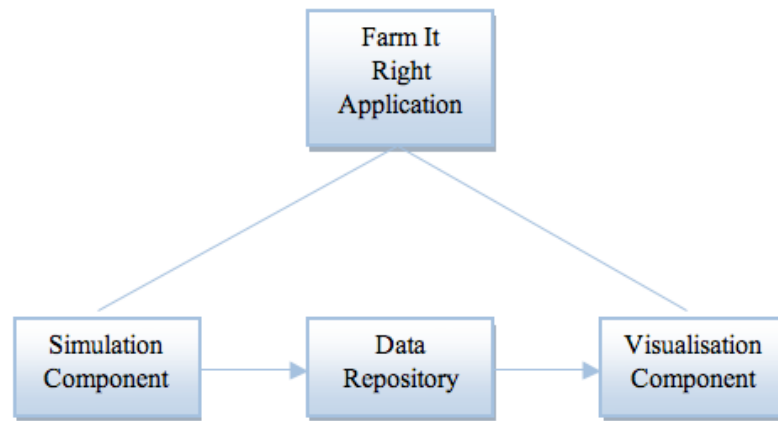 Farm It
Right
Application
Simulation
Component
Data
Repository
Visualisation
Component